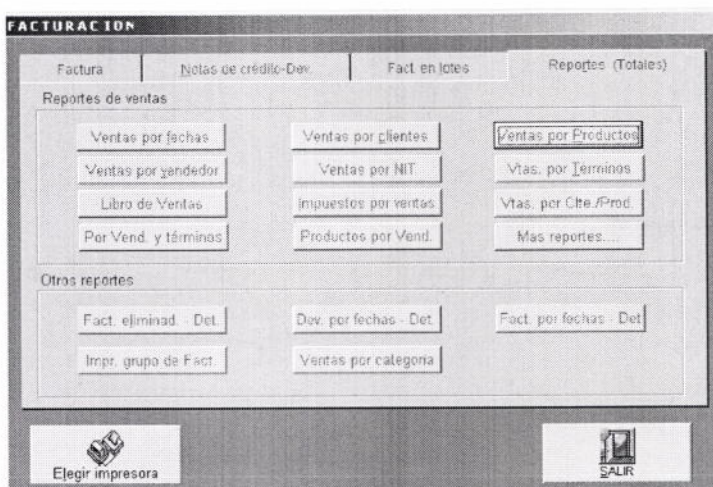 FACTURACION
Factura
Notas de crédito-Dev.
Fact. en lotes
Reportes (Totales)
Reportes de ventas
Ventas por fechas
Ventas por clientes
Ventas por Productos
Ventas por vendedor
Ventas por NIT.
Vtas. por Terminos
Libro de Ventas
Impuestos por ventas
Vtas. por Clte./Prod.
Por Vend. y términos
Productos por Vend.
Mas reportes....
Otros reportes
Fact. eliminad. - Det.
Dev. por fechas - Det.
Fact. por fechas - Det
Impr. grupo de Fact.
Ventas por categoria
Elegir impresora
SALIR